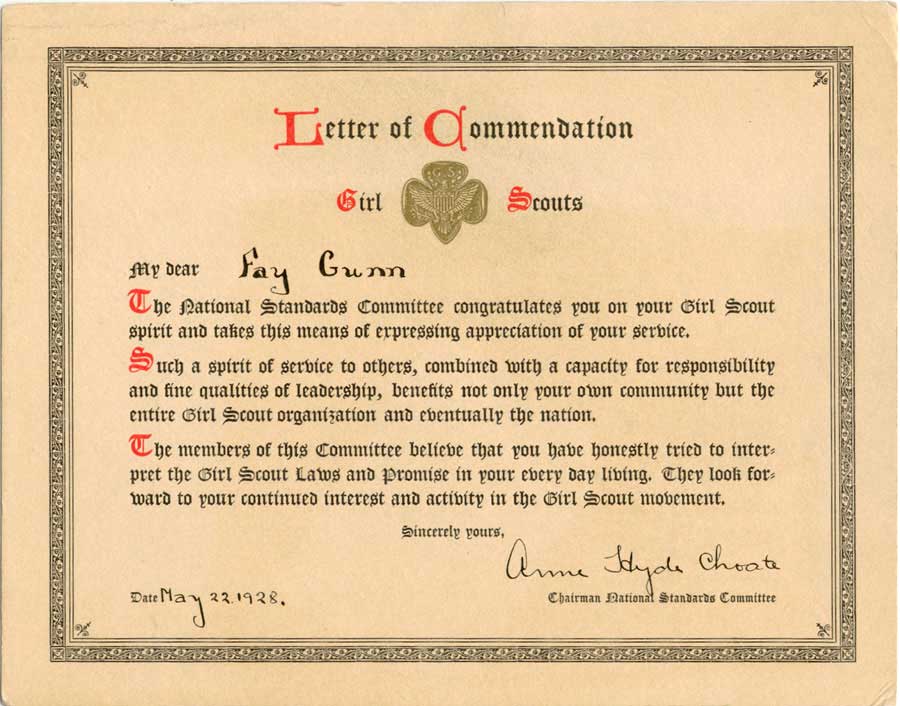 Letter of Commendation
Girl G.S. Scouts
My dear Fay Gunn
The National Standards Committee congratulates you on your Girl Scout
spirit and takes this means of expressing appreciation of your service.
Such a spirit of service to others, combined with a capacity for responsibility
and fine qualities of leadership, benefits not only your own community but the
entire Girl Scout organization and eventually the nation.
The members of this Committee believe that you have honestly tried to inter-
pret the Girl Scout Laws and Promise in your every day living. They look for-
ward to your continued interest and activity in the Girl Scout movement.
Sincerely yours,
Anne Hyde Choate
Date May 22. 1928. Chairman National Standards Committee